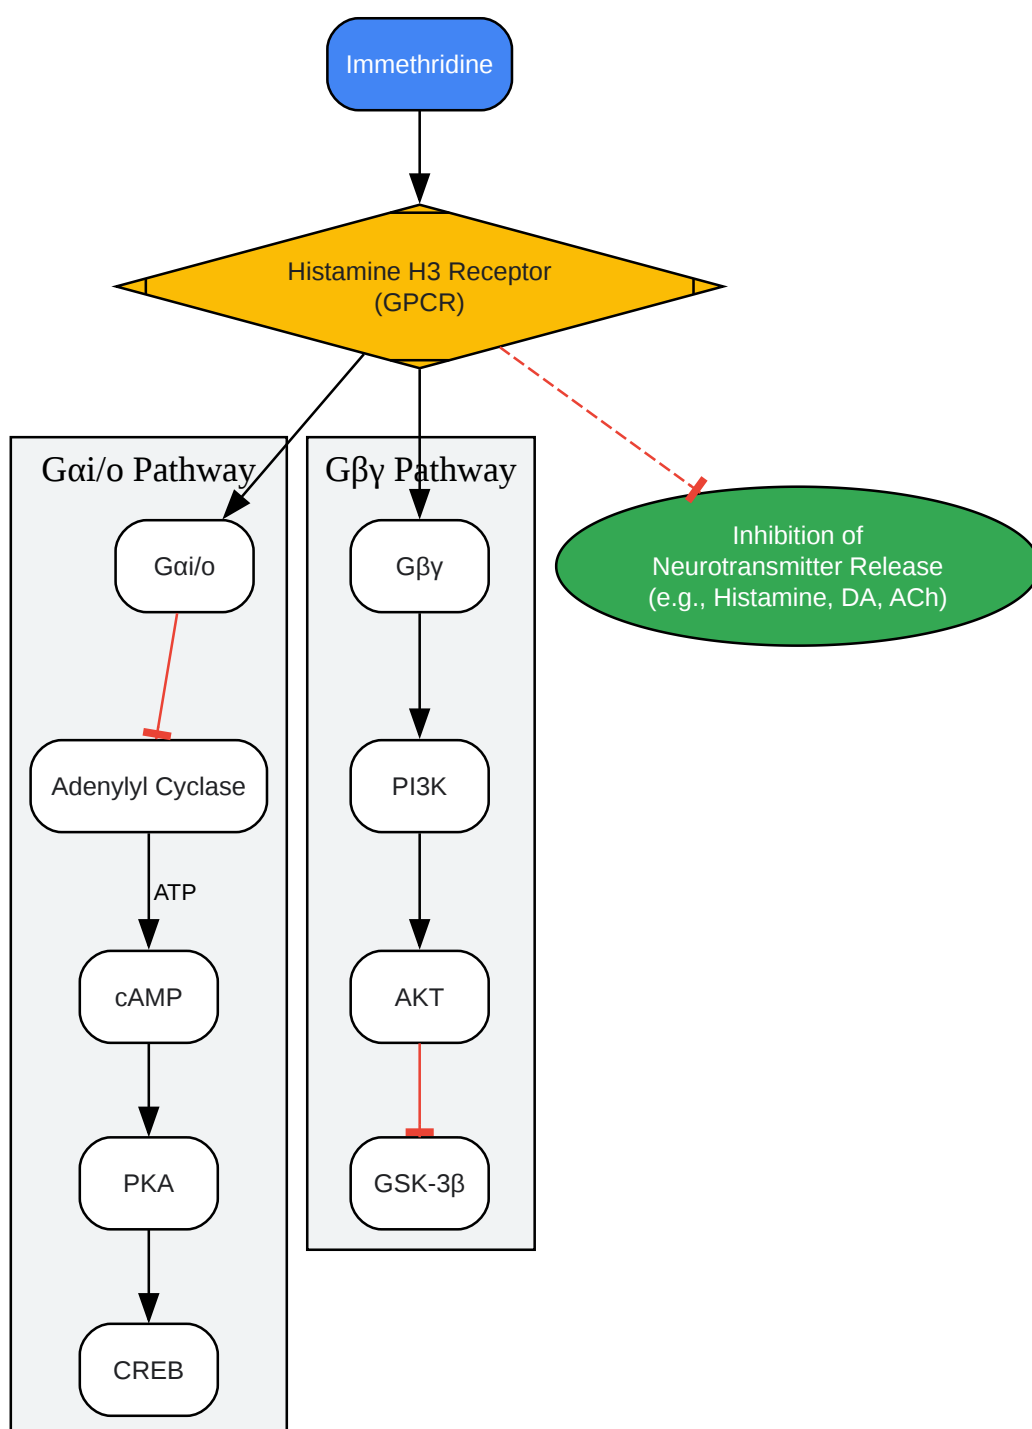 Immethridine
Histamine H3 Receptor
(GPCR)
Gαi/o Pathway
Gαi/o
Adenylyl Cyclase
ATP
cAMP
PKA
CREB
Gβγ Pathway
Gβγ
PI3K
AKT
GSK-3β
Inhibition of
Neurotransmitter Release
(e.g., Histamine, DA, ACh)